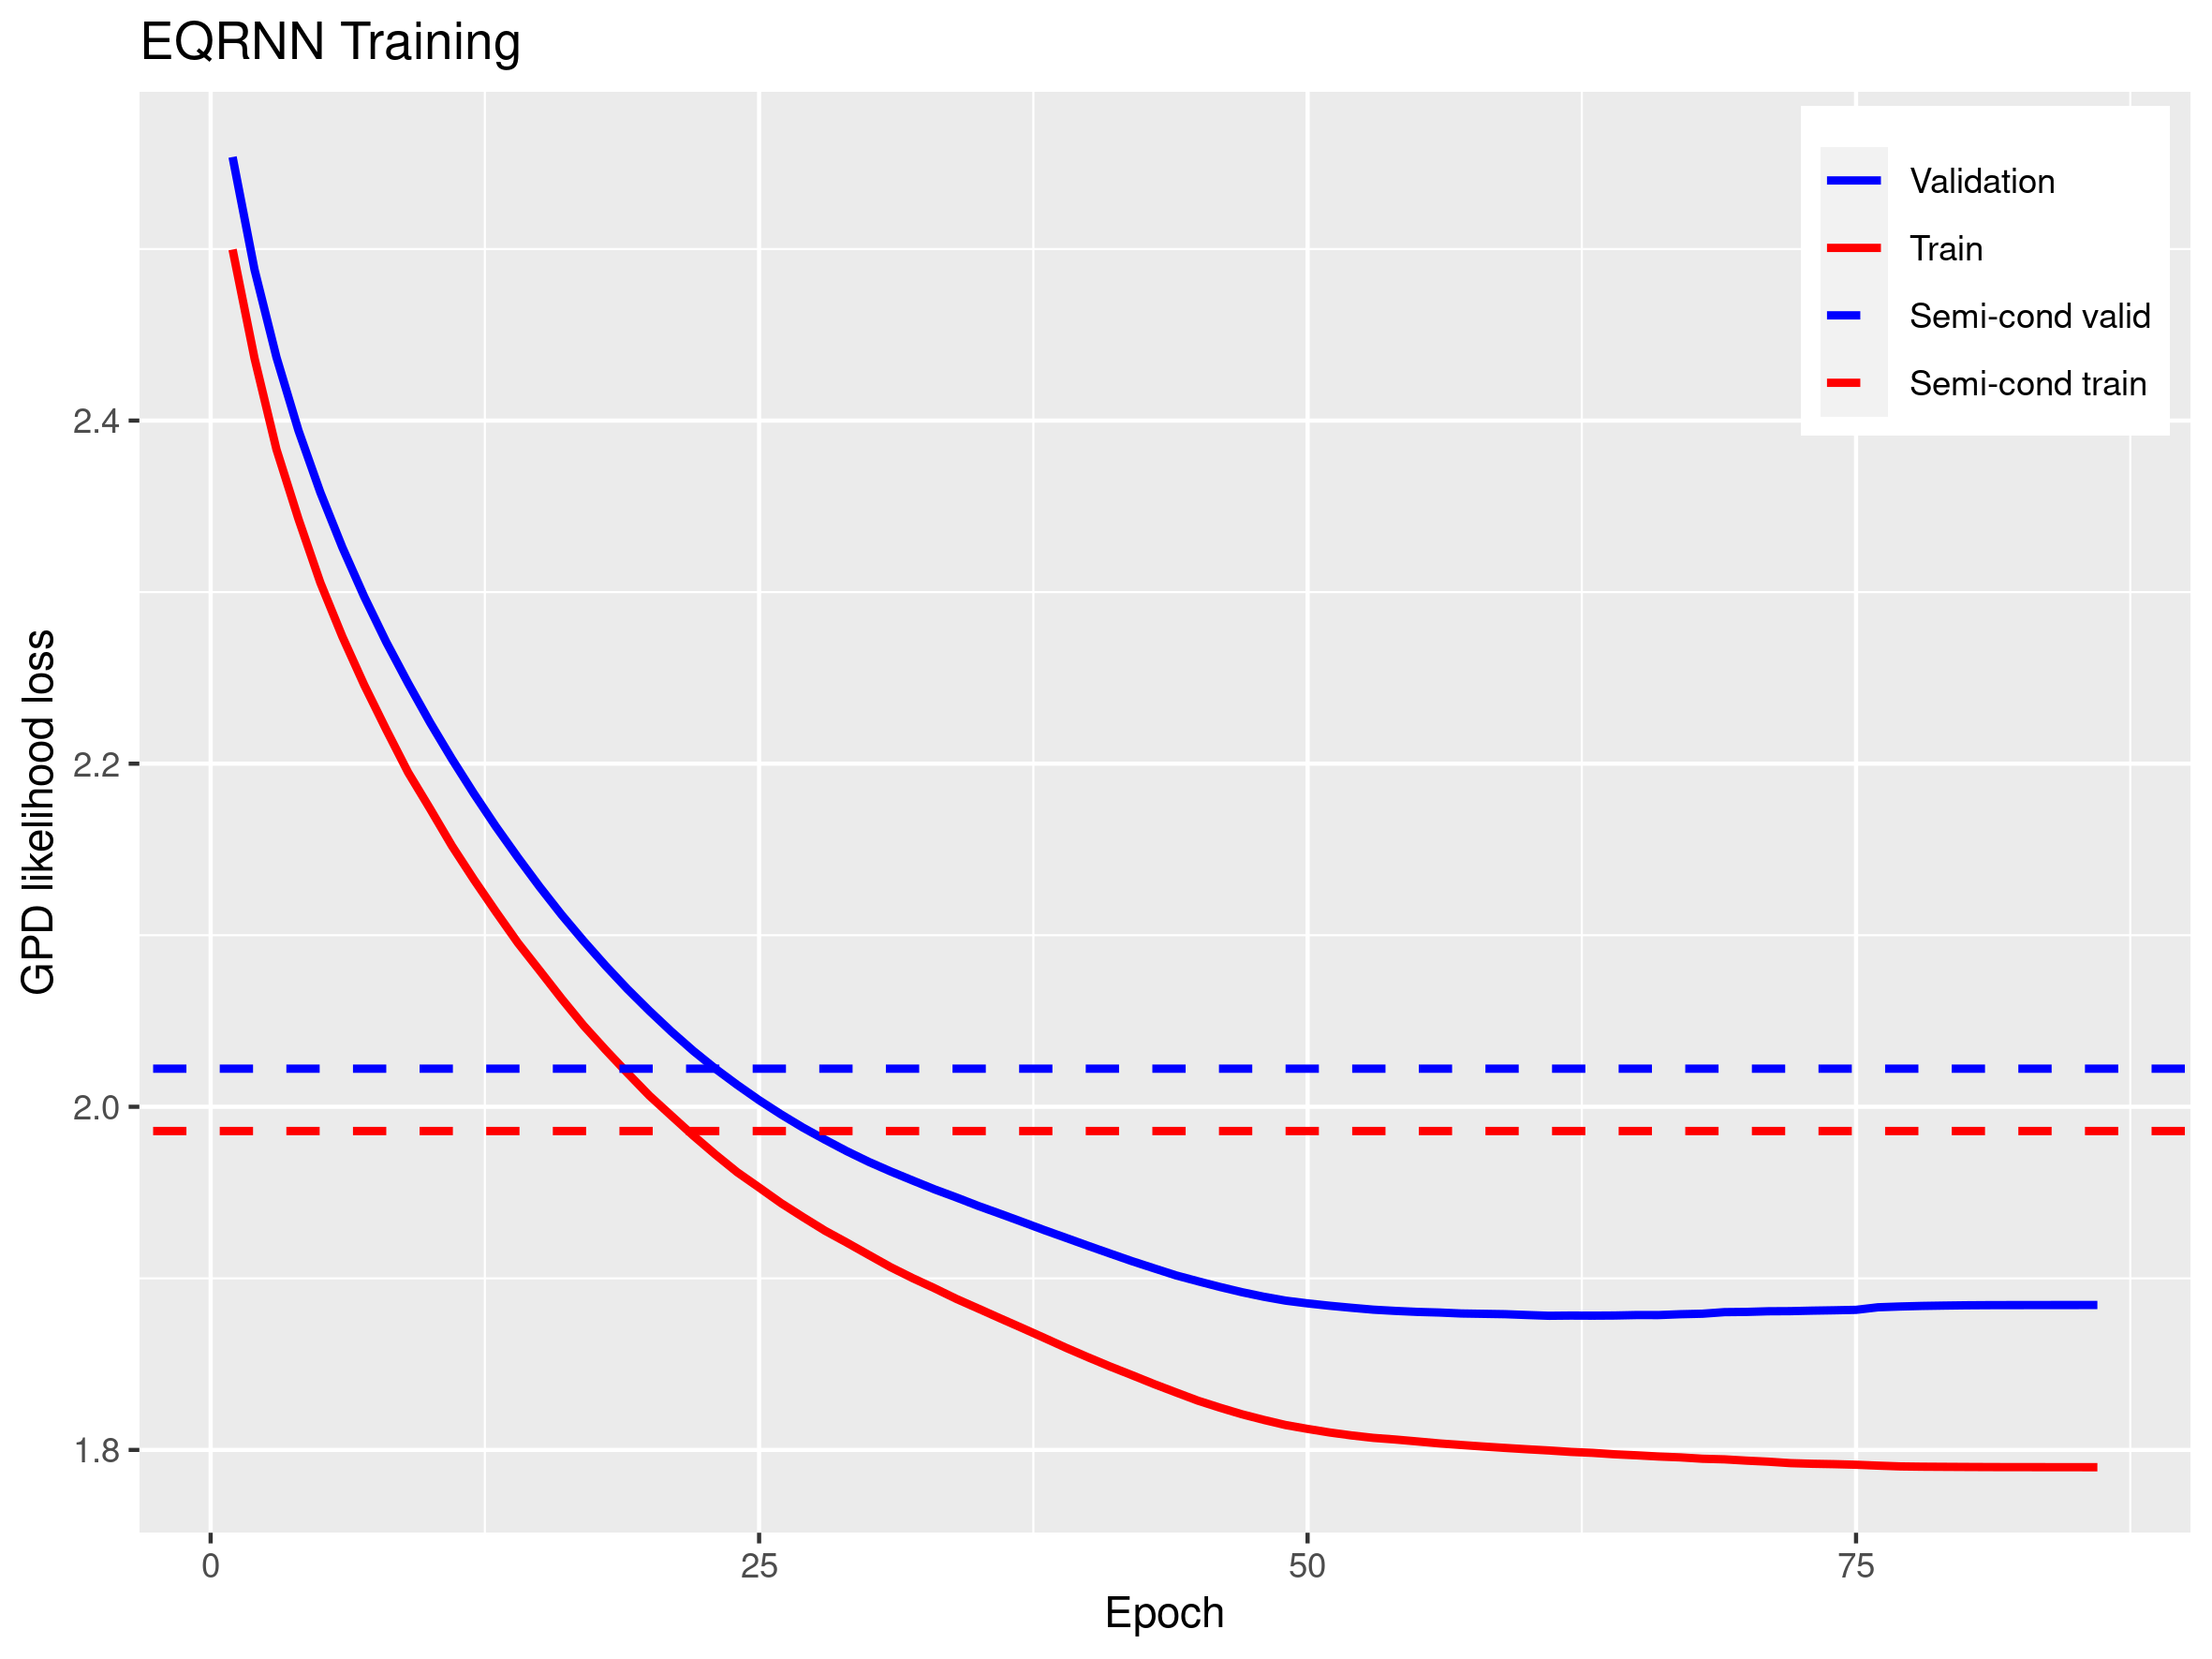 EQRNN Training
Validation
Train
Semi-cond valid
Semi-cond train
GPD likelihood loss
2.4
2.2
2.0
1.8
0 25 50 75
Epoch